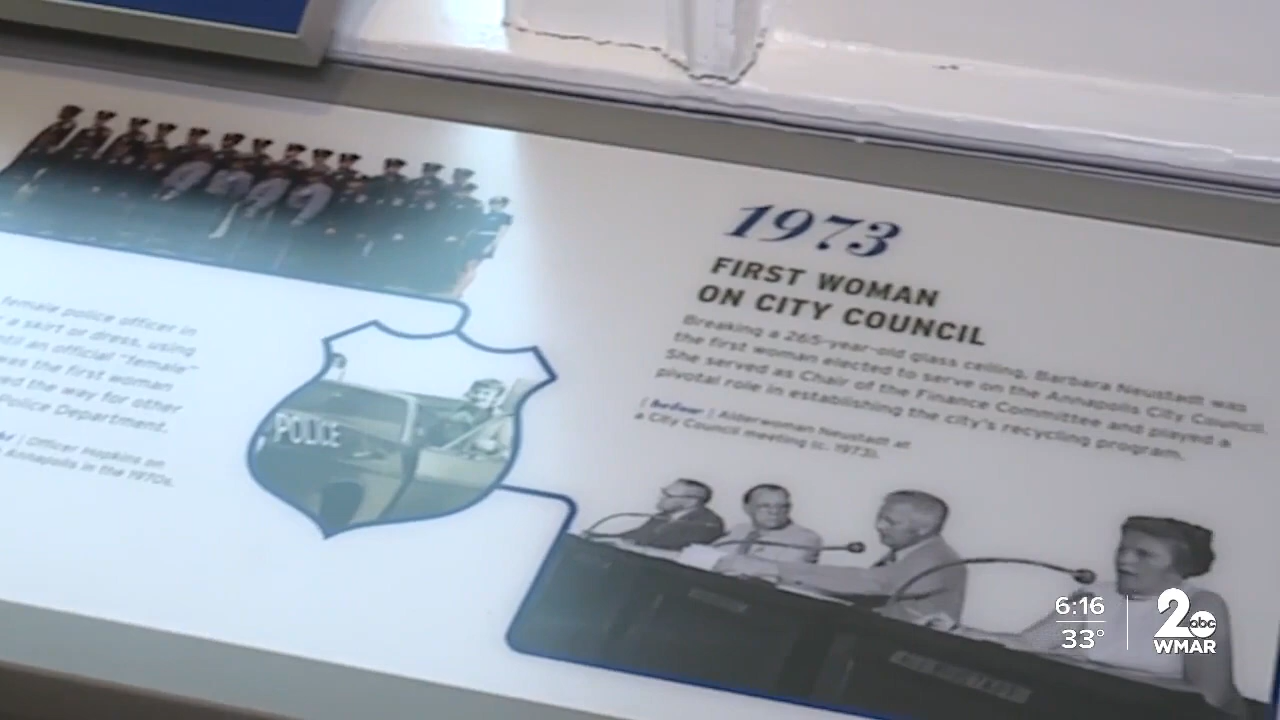 female police officer in
a skirt or dress, using
until an official "female"
was the first woman
ed the way for other
Police Department.
Officer Hopkins on
Annapolis in the 1970s.
POLICE
1973
FIRST WOMAN
ON CITY COUNCIL
Breaking a 265-year-old glass ceiling, Barbara Neustadt was
the first woman elected to serve on the Annapolis City Council.
She served as Chair of the Finance Committee and played a
pivotal role in establishing the city's recycling program.
( Below ) Alderwoman Neustadt at
a City Council meeting (c. 1973).
6:16
33°
2 abc
WMAR